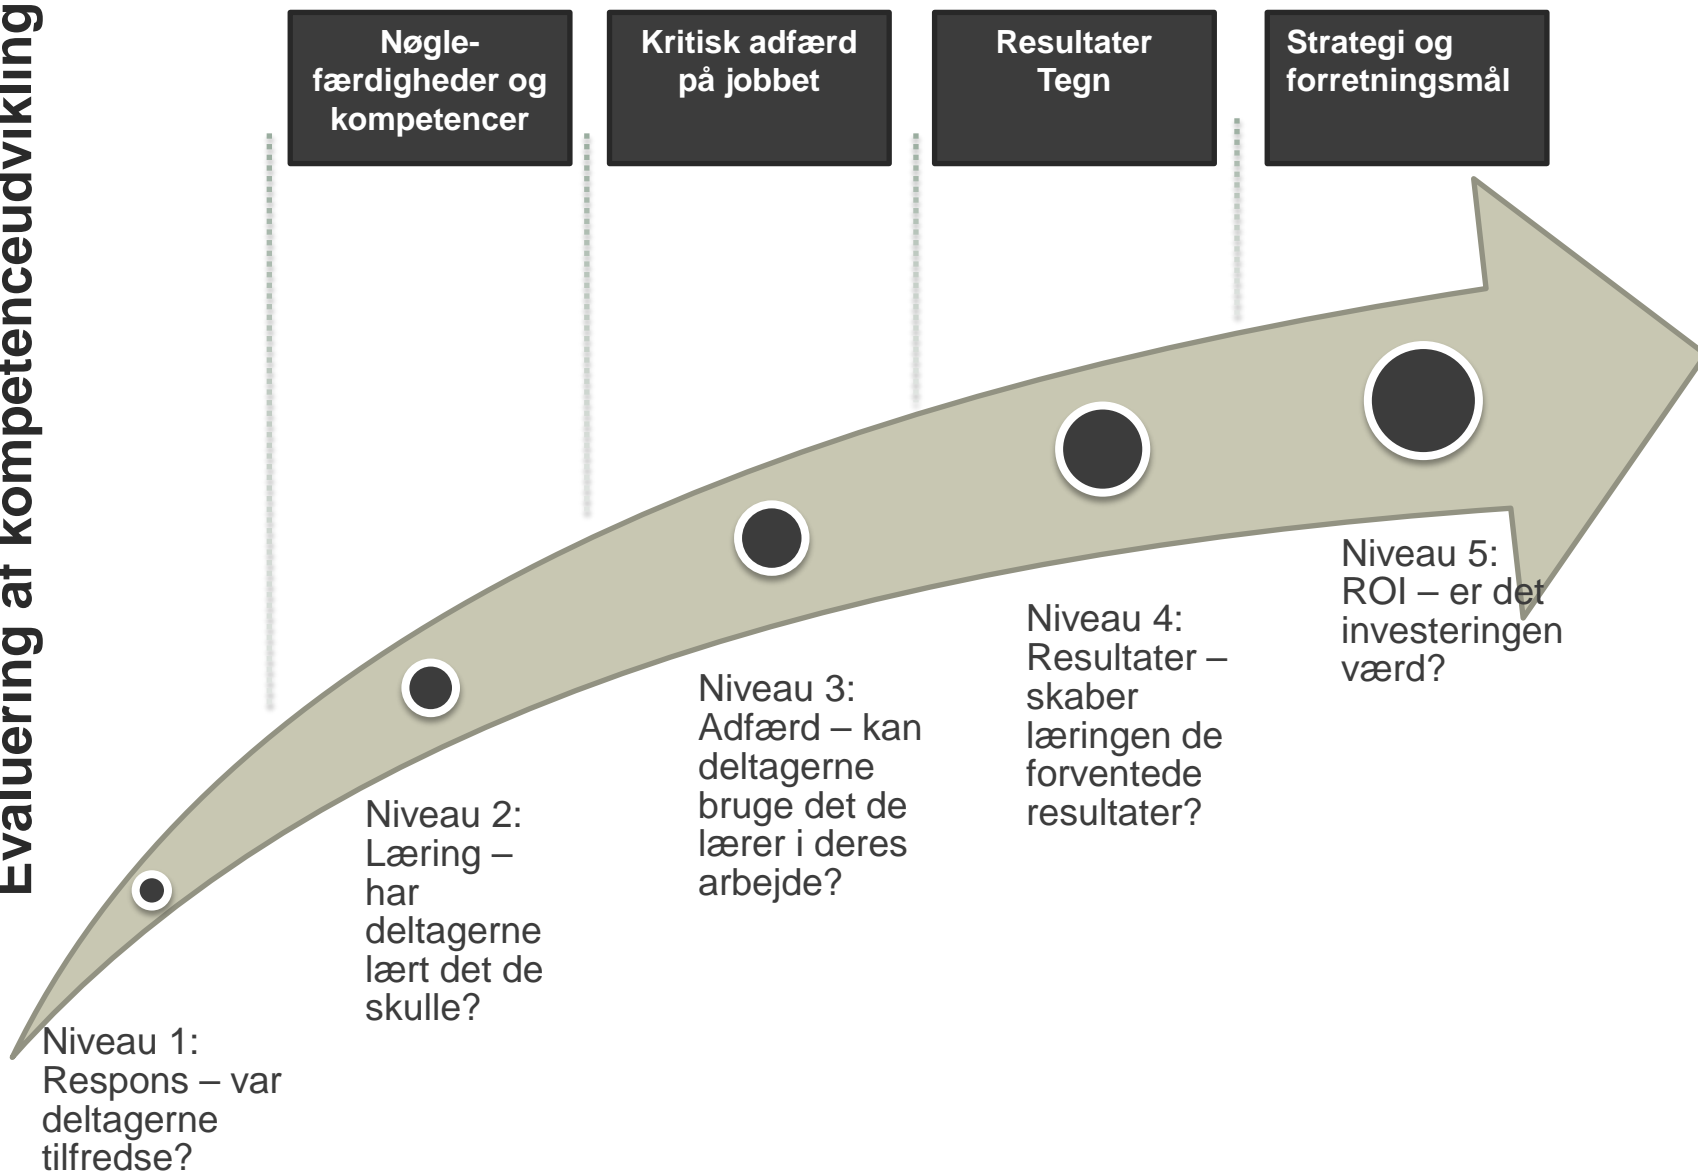 Evaluering af kompetenceudvikling
Nøgle-
færdigheder og
kompetencer
Kritisk adfærd
på jobbet
Resultater
Tegn
Strategi og
forretningsmål
Niveau 1:
Respons – var
deltagerne
tilfredse?
Niveau 2:
Læring –
har
deltagerne
lært det de
skulle?
Niveau 3:
Adfærd – kan
deltagerne
bruge det de
lærer i deres
arbejde?
Niveau 4:
Resultater –
skaber
læringen de
forventede
resultater?
Niveau 5:
ROI – er det
investeringen
værd?